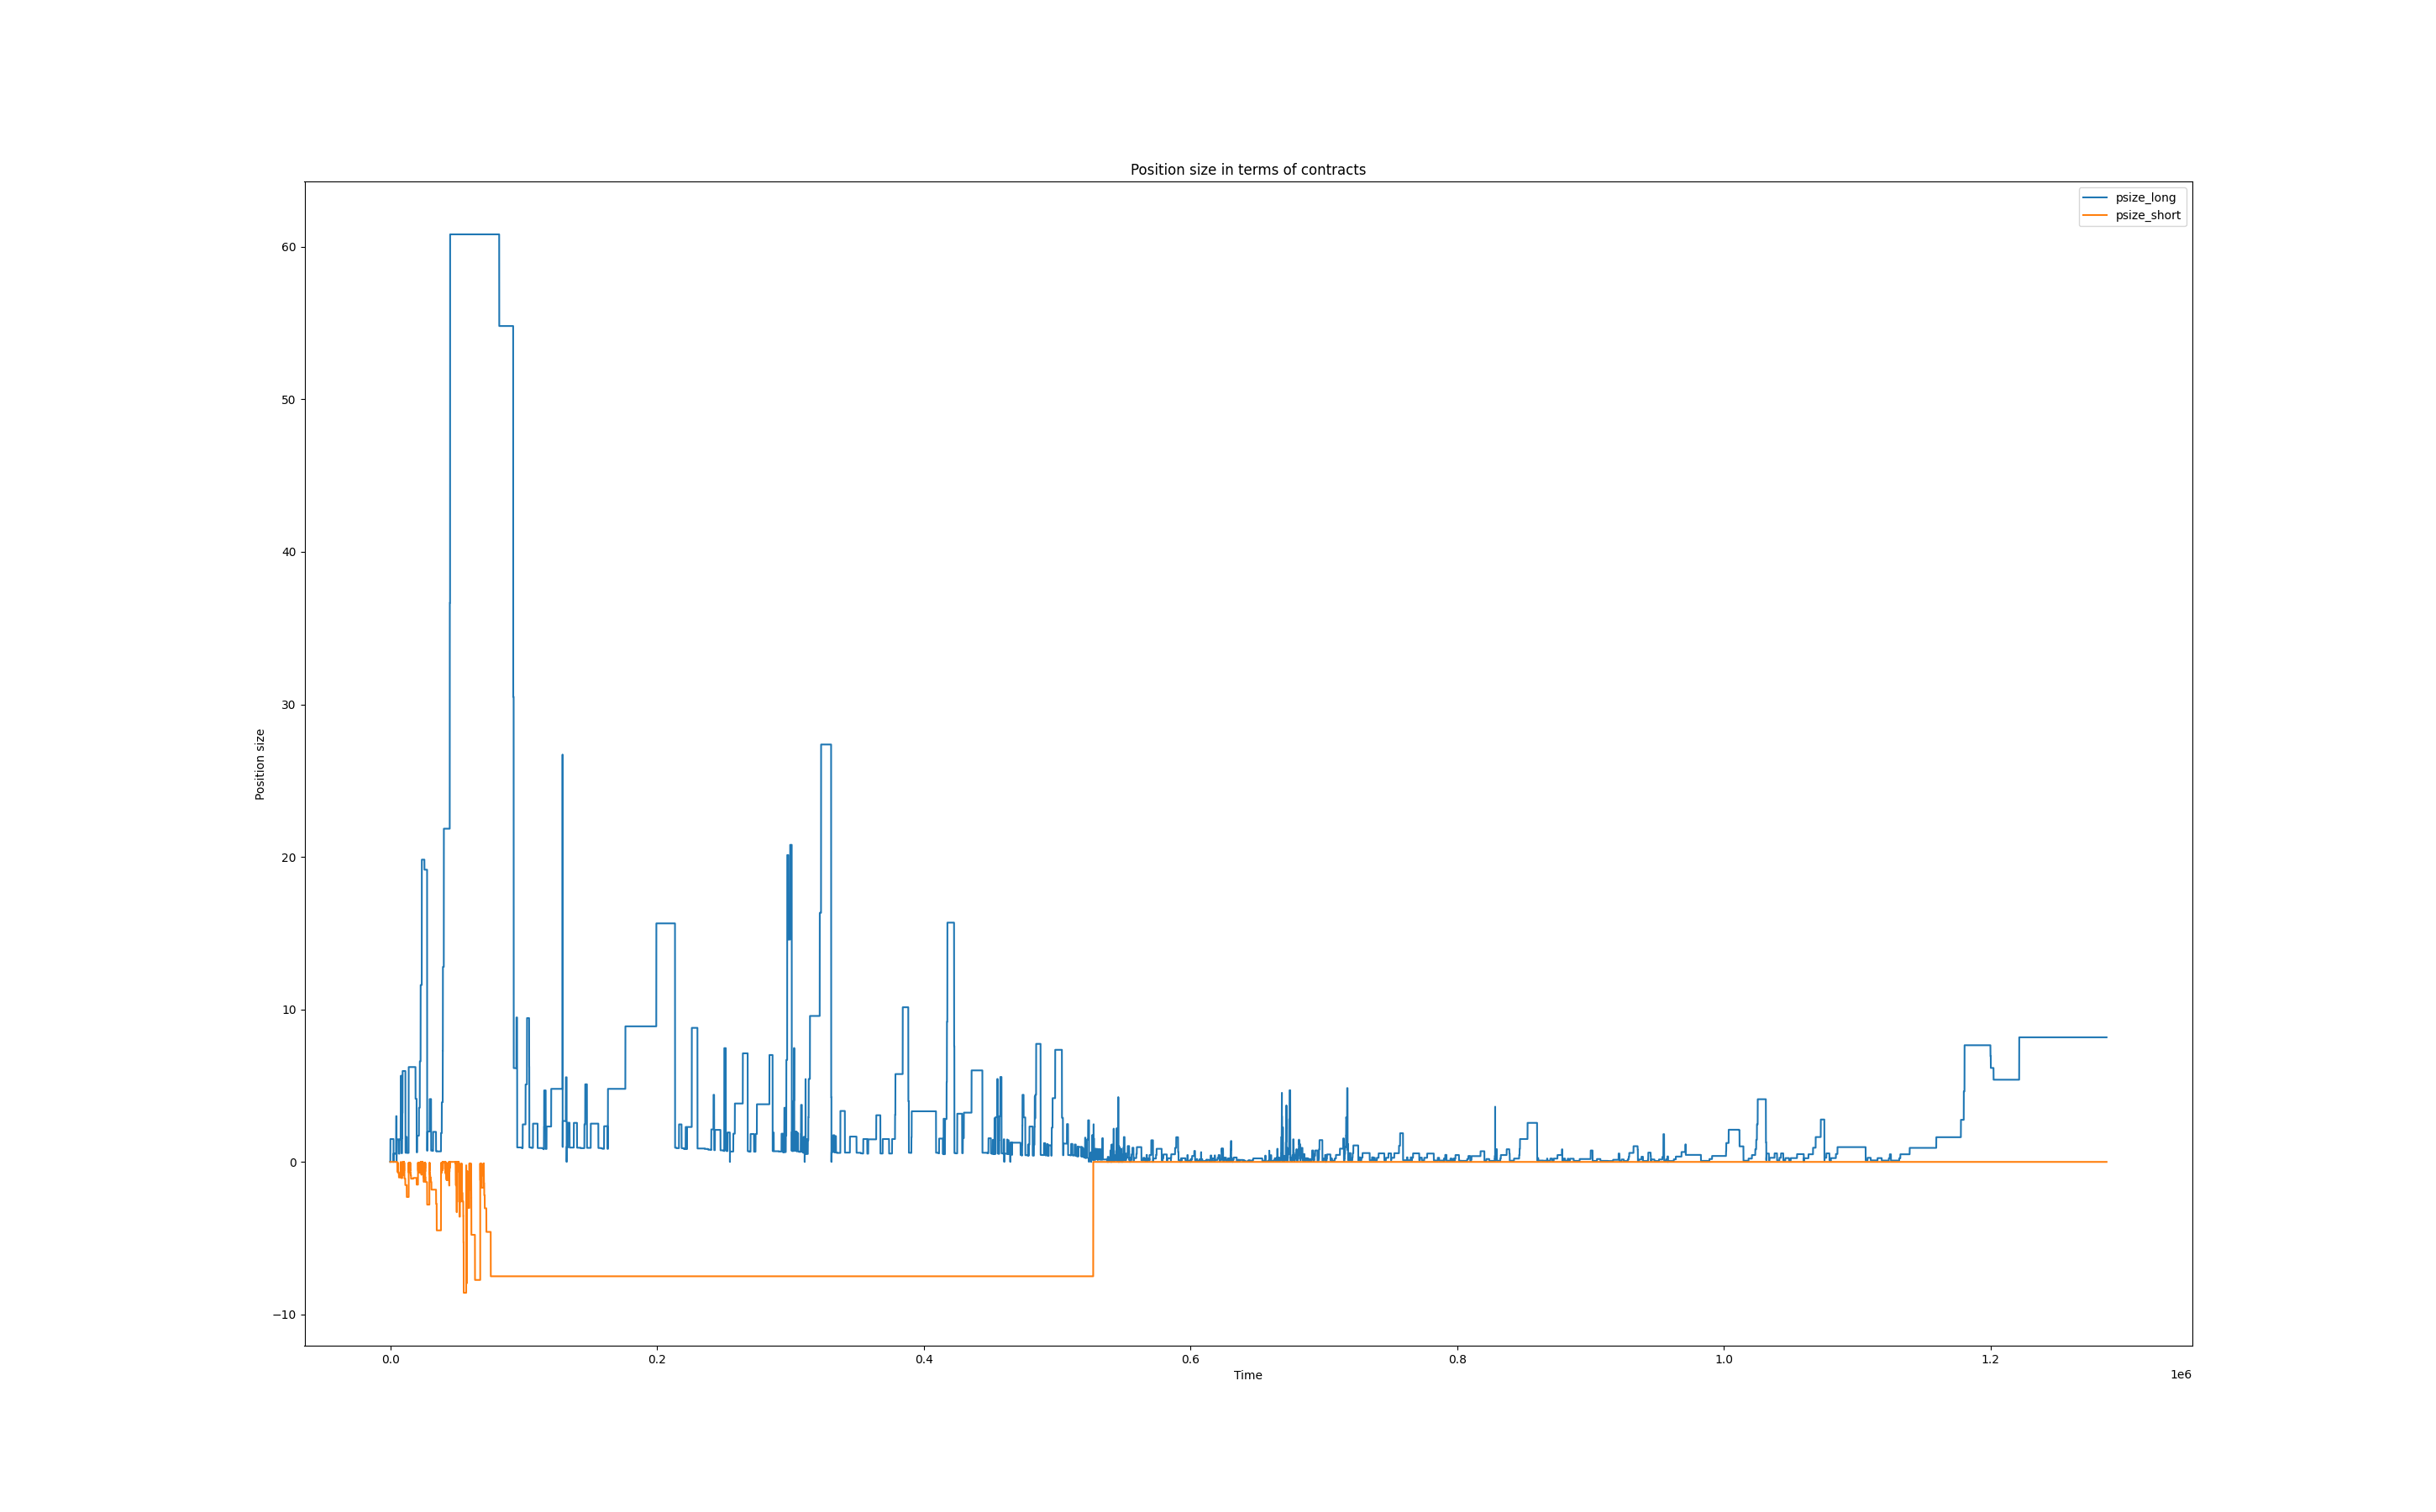 Position size in terms of contracts
psize_long
psize_short
60
50
40
30
20
10
0
−10
Position size
0.0 0.2 0.4 0.6 0.8 1.0 1.2
Time
1e6